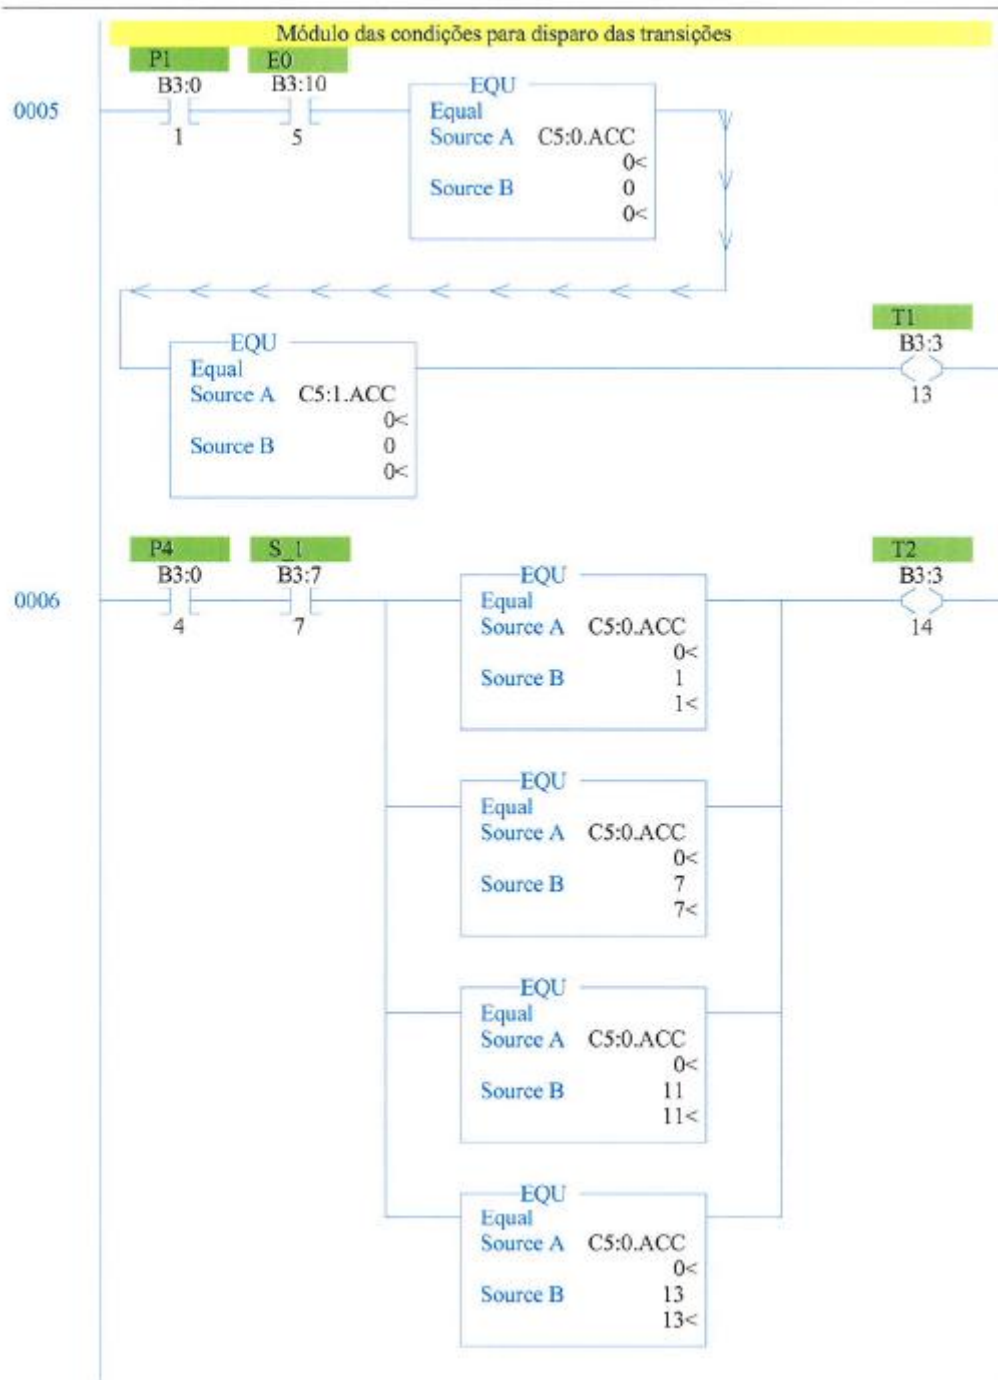 Módulo das condições para disparo das transições
P1 E0
B3:0 B3:10
0005
1 5
EQU
Equal
Source A C5:0.ACC
0<
Source B 0
0<
EQU
Equal
Source A C5:1.ACC
0<
Source B 0
0<
T1
B3:3
13
P4 S_1
B3:0 B3:7
0006
4 7
EQU
Equal
Source A C5:0.ACC
0<
Source B 1
1<
T2
B3:3
14
EQU
Equal
Source A C5:0.ACC
0<
Source B 7
7<
EQU
Equal
Source A C5:0.ACC
0<
Source B 11
11<
EQU
Equal
Source A C5:0.ACC
0<
Source B 13
13<